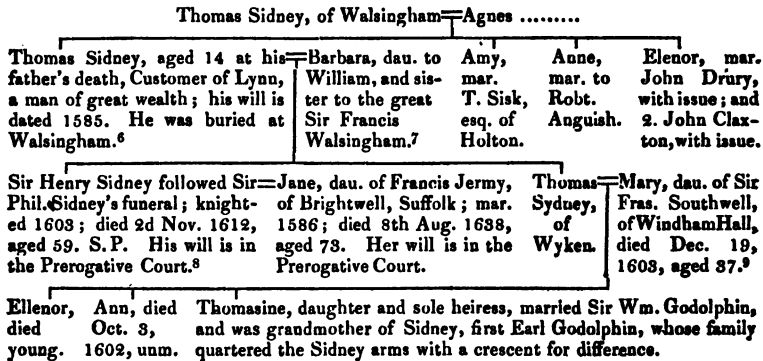 Thomas Sidney, of Walsingham=Agnes .........
Thomas Sidney, aged 14 at his
father's death, Customer of Lynn,
a man of great wealth; his will is
dated 1585. He was buried at
Walsingham.⁶
=Barbara, dau. to
William, and sis-
ter to the great
Sir Francis
Walsingham.⁷
Amy,
mar.
T. Sisk,
esq. of
Holton.
Anne,
mar. to
Robt.
Anguish.
Elenor, mar.
John Drury,
with issue; and
2. John Clax-
ton, with issue.
Sir Henry Sidney followed Sir
Phil. Sidney's funeral; knight-
ed 1603; died 2d Nov. 1612,
aged 59. S.P. His will is in
the Prerogative Court.⁸
=Jane, dau. of Francis Jermy,
of Brightwell, Suffolk; mar.
1586; died 8th Aug. 1638,
aged 73. Her will is in the
Prerogative Court.
Thomas
Sydney,
of
Wyken.
=Mary, dau. of Sir
Fras. Southwell,
of Windham Hall,
died Dec. 19,
1603, aged 37.⁹
Ellenor,
died
young.
Ann, died
Oct. 3,
1602, unm.
Thomasine, daughter and sole heiress, married Sir Wm. Godolphin,
and was grandmother of Sidney, first Earl Godolphin, whose family
quartered the Sidney arms with a crescent for difference.